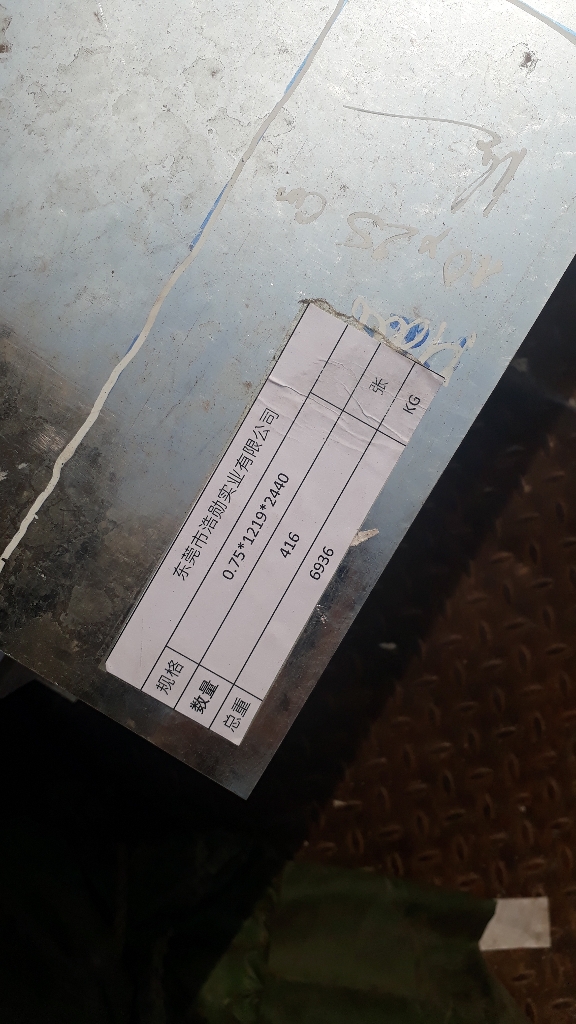 东莞市浩勋实业有限公司
规格 0.75*1219*2440
数量 416 张
总重 6936 KG